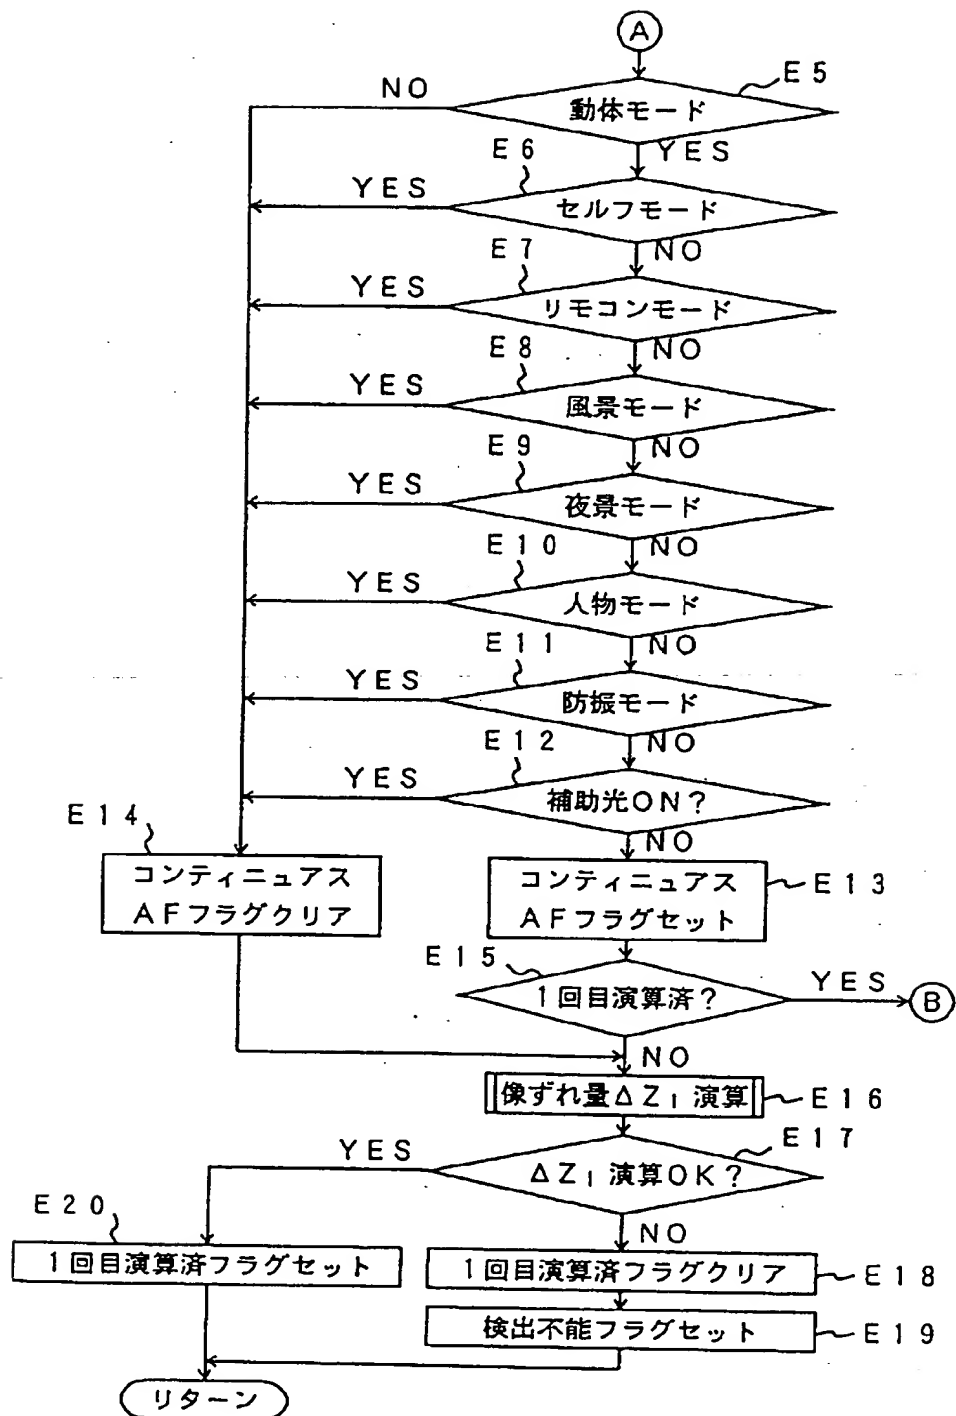 A
E5
動体モード
NO
YES
E6
セルフモード
YES
NO
E7
リモコンモード
YES
NO
E8
風景モード
YES
NO
E9
夜景モード
YES
NO
E10
人物モード
YES
NO
E11
防振モード
YES
NO
E12
補助光ON?
YES
NO
E14
コンティニュアス
AFフラグクリア
コンティニュアス
AFフラグセット
E13
E15
1回目演算済?
YES
B
NO
像ずれ量ΔZI演算
E16
E17
ΔZI演算OK?
YES
NO
E20
1回目演算済フラグセット
1回目演算済フラグクリア
E18
検出不能フラグセット
E19
リターン